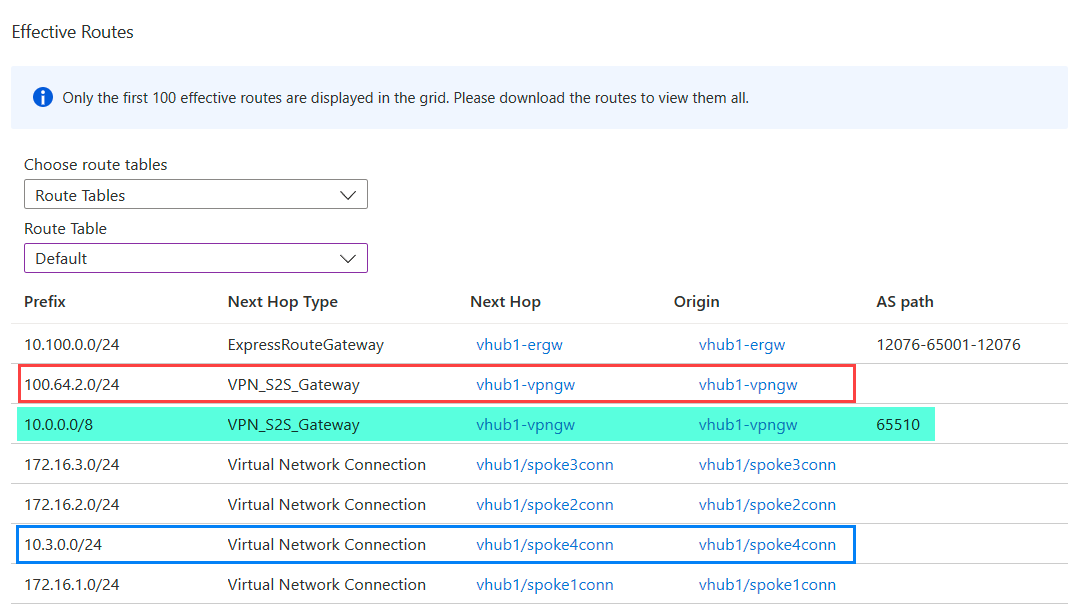 Effective Routes
Only the first 100 effective routes are displayed in the grid. Please download the routes to view them all.
Choose route tables
Route Tables
Route Table
Default
Prefix Next Hop Type Next Hop Origin AS path
10.100.0.0/24 ExpressRouteGateway vhub1-ergw vhub1-ergw 12076-65001-12076
100.64.2.0/24 VPN_S2S_Gateway vhub1-vpngw vhub1-vpngw
10.0.0.0/8 VPN_S2S_Gateway vhub1-vpngw vhub1-vpngw 65510
172.16.3.0/24 Virtual Network Connection vhub1/spoke3conn vhub1/spoke3conn
172.16.2.0/24 Virtual Network Connection vhub1/spoke2conn vhub1/spoke2conn
10.3.0.0/24 Virtual Network Connection vhub1/spoke4conn vhub1/spoke4conn
172.16.1.0/24 Virtual Network Connection vhub1/spoke1conn vhub1/spoke1conn